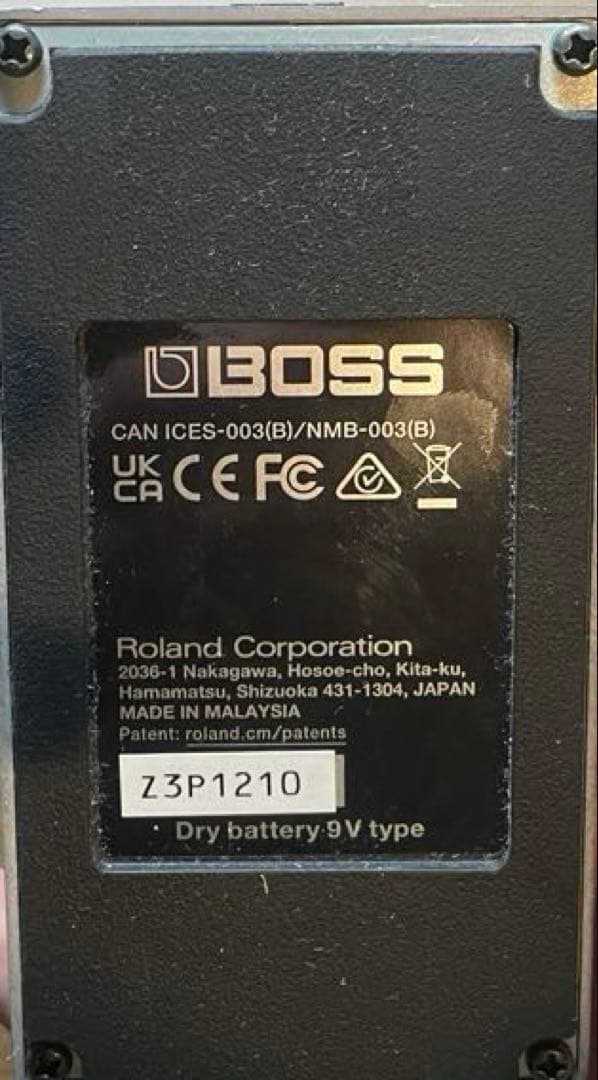 BOSS
CAN ICES-003(B)/NMB-003(B)
UK CA CE FC
Roland Corporation
2036-1 Nakagawa, Hosoe-cho, Kita-ku,
Hamamatsu, Shizuoka 431-1304, JAPAN
MADE IN MALAYSIA
Patent: roland.cm/patents
Z3P1210
· Dry battery 9V type